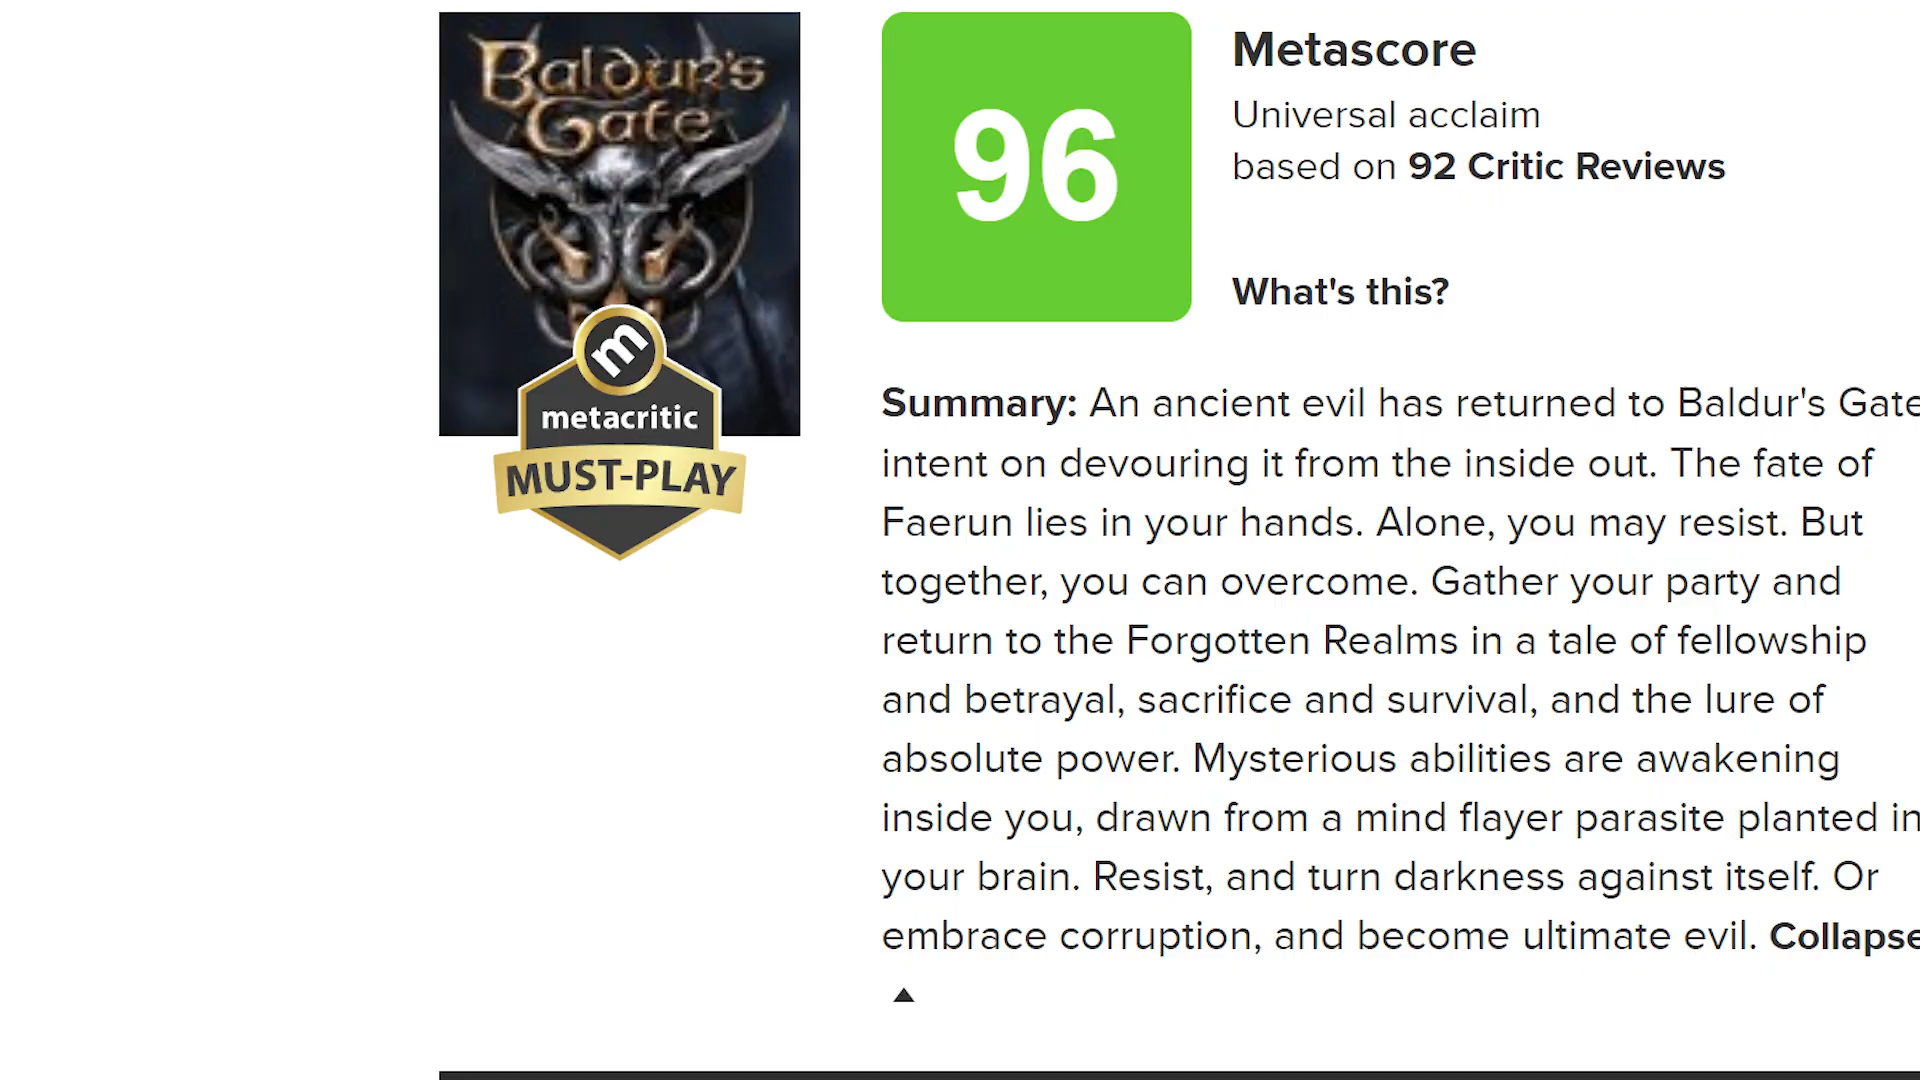 Baldur's
Gate
m
metacritic
MUST-PLAY
96
Metascore
Universal acclaim
based on 92 Critic Reviews
What's this?
Summary: An ancient evil has returned to Baldur's Gate
intent on devouring it from the inside out. The fate of
Faerun lies in your hands. Alone, you may resist. But
together, you can overcome. Gather your party and
return to the Forgotten Realms in a tale of fellowship
and betrayal, sacrifice and survival, and the lure of
absolute power. Mysterious abilities are awakening
inside you, drawn from a mind flayer parasite planted in
your brain. Resist, and turn darkness against itself. Or
embrace corruption, and become ultimate evil. Collapse